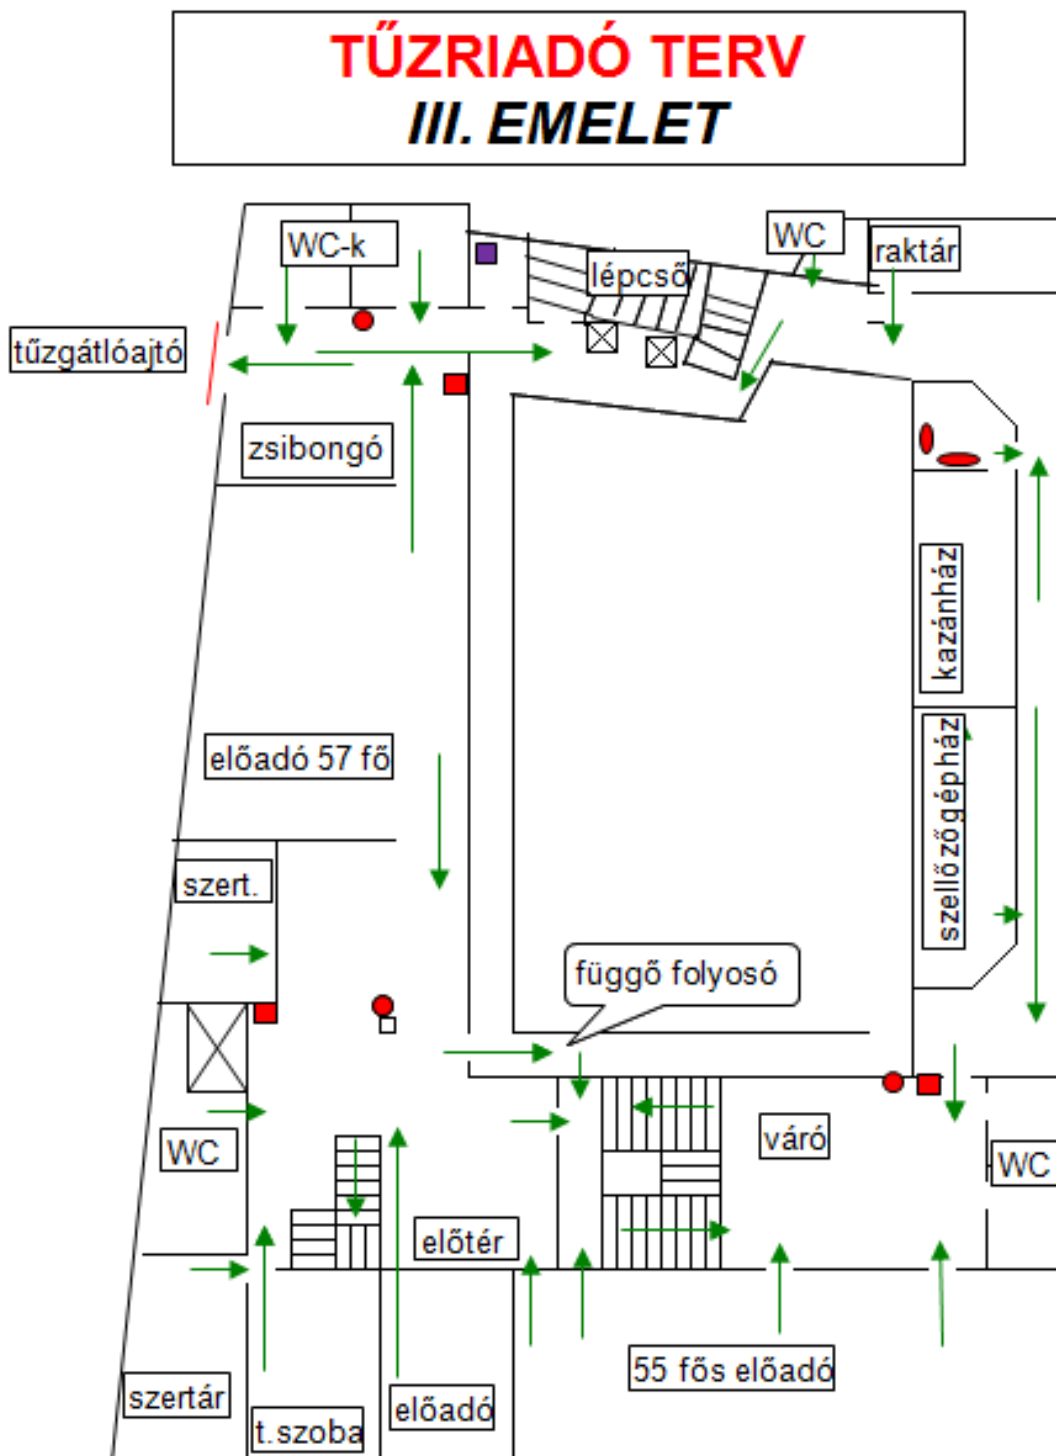 TŰZRIADÓ TERV
III. EMELET
WC-k
lépcső
WC
raktár
tűzgátlóajtó
zsibongó
kazánház
előadó 57 fő
szellőzőgépház
szert.
függő folyosó
WC
váró
WC
előtér
szertár
t.szoba
előadó
55 fős előadó